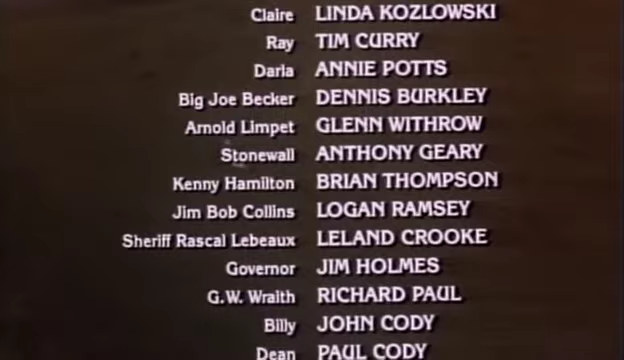 Claire LINDA KOZLOWSKI
Ray TIM CURRY
Darla ANNIE POTTS
Big Joe Becker DENNIS BURKLEY
Arnold Limpet GLENN WITHROW
Stonewall ANTHONY GEARY
Kenny Hamilton BRIAN THOMPSON
Jim Bob Collins LOGAN RAMSEY
Sheriff Rascal Lebeaux LELAND CROOKE
Governor JIM HOLMES
G.W. Wraith RICHARD PAUL
Billy JOHN CODY
Dean PAUL CODY